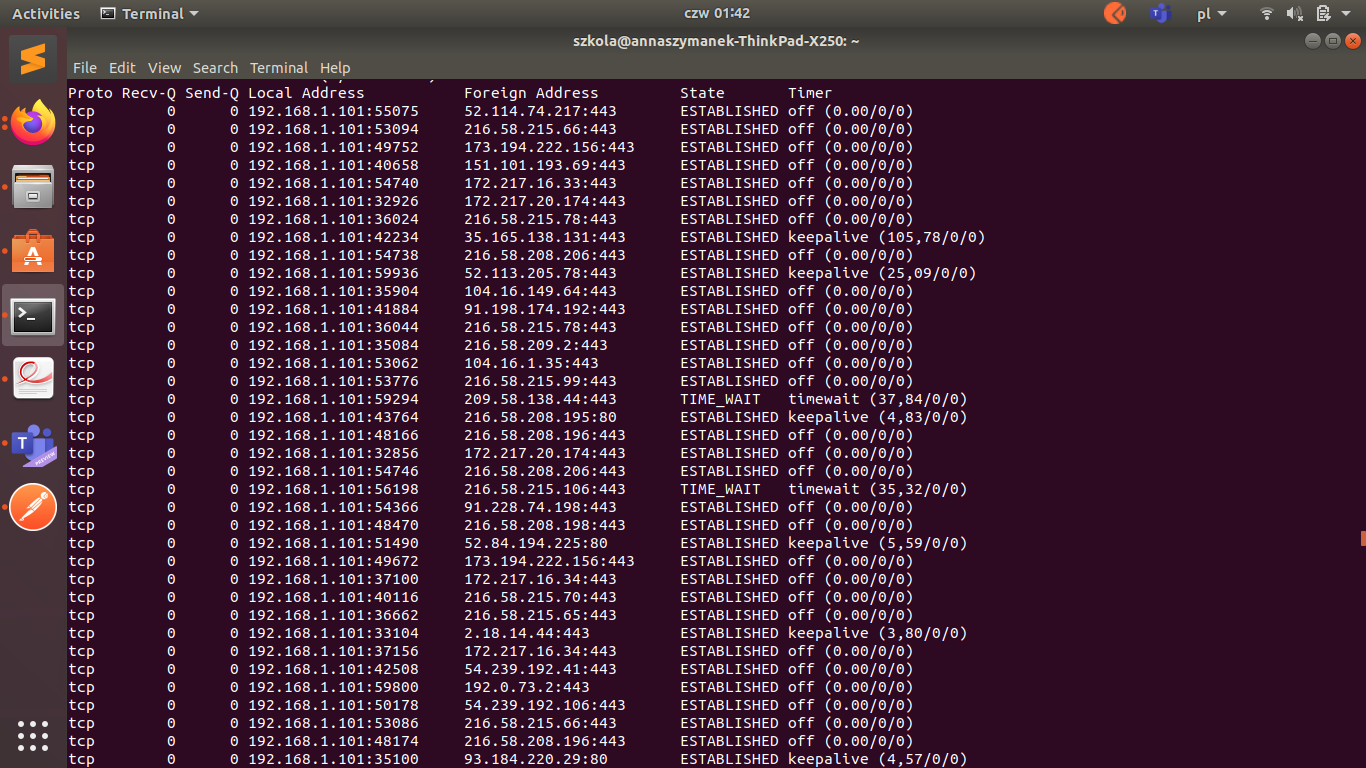 Activities Terminal czw 01:42 pl
szkola@annaszymanek-ThinkPad-X250: ~
File Edit View Search Terminal Help
Proto Recv-Q Send-Q Local Address Foreign Address State Timer
tcp 0 0 192.168.1.101:55075 52.114.74.217:443 ESTABLISHED off (0.00/0/0)
tcp 0 0 192.168.1.101:53094 216.58.215.66:443 ESTABLISHED off (0.00/0/0)
tcp 0 0 192.168.1.101:49752 173.194.222.156:443 ESTABLISHED off (0.00/0/0)
tcp 0 0 192.168.1.101:40658 151.101.193.69:443 ESTABLISHED off (0.00/0/0)
tcp 0 0 192.168.1.101:54740 172.217.16.33:443 ESTABLISHED off (0.00/0/0)
tcp 0 0 192.168.1.101:32926 172.217.20.174:443 ESTABLISHED off (0.00/0/0)
tcp 0 0 192.168.1.101:36024 216.58.215.78:443 ESTABLISHED off (0.00/0/0)
tcp 0 0 192.168.1.101:42234 35.165.138.131:443 ESTABLISHED keepalive (105,78/0/0)
tcp 0 0 192.168.1.101:54738 216.58.208.206:443 ESTABLISHED off (0.00/0/0)
tcp 0 0 192.168.1.101:59936 52.113.205.78:443 ESTABLISHED keepalive (25,09/0/0)
tcp 0 0 192.168.1.101:35904 104.16.149.64:443 ESTABLISHED off (0.00/0/0)
tcp 0 0 192.168.1.101:41884 91.198.174.192:443 ESTABLISHED off (0.00/0/0)
tcp 0 0 192.168.1.101:36044 216.58.215.78:443 ESTABLISHED off (0.00/0/0)
tcp 0 0 192.168.1.101:35084 216.58.209.2:443 ESTABLISHED off (0.00/0/0)
tcp 0 0 192.168.1.101:53062 104.16.1.35:443 ESTABLISHED off (0.00/0/0)
tcp 0 0 192.168.1.101:53776 216.58.215.99:443 ESTABLISHED off (0.00/0/0)
tcp 0 0 192.168.1.101:59294 209.58.138.44:443 TIME_WAIT timewait (37,84/0/0)
tcp 0 0 192.168.1.101:43764 216.58.208.195:80 ESTABLISHED keepalive (4,83/0/0)
tcp 0 0 192.168.1.101:48166 216.58.208.196:443 ESTABLISHED off (0.00/0/0)
tcp 0 0 192.168.1.101:32856 172.217.20.174:443 ESTABLISHED off (0.00/0/0)
tcp 0 0 192.168.1.101:54746 216.58.208.206:443 ESTABLISHED off (0.00/0/0)
tcp 0 0 192.168.1.101:56198 216.58.215.106:443 TIME_WAIT timewait (35,32/0/0)
tcp 0 0 192.168.1.101:54366 91.228.74.198:443 ESTABLISHED off (0.00/0/0)
tcp 0 0 192.168.1.101:48470 216.58.208.198:443 ESTABLISHED off (0.00/0/0)
tcp 0 0 192.168.1.101:51490 52.84.194.225:80 ESTABLISHED keepalive (5,59/0/0)
tcp 0 0 192.168.1.101:49672 173.194.222.156:443 ESTABLISHED off (0.00/0/0)
tcp 0 0 192.168.1.101:37100 172.217.16.34:443 ESTABLISHED off (0.00/0/0)
tcp 0 0 192.168.1.101:40116 216.58.215.70:443 ESTABLISHED off (0.00/0/0)
tcp 0 0 192.168.1.101:36662 216.58.215.65:443 ESTABLISHED off (0.00/0/0)
tcp 0 0 192.168.1.101:33104 2.18.14.44:443 ESTABLISHED keepalive (3,80/0/0)
tcp 0 0 192.168.1.101:37156 172.217.16.34:443 ESTABLISHED off (0.00/0/0)
tcp 0 0 192.168.1.101:42508 54.239.192.41:443 ESTABLISHED off (0.00/0/0)
tcp 0 0 192.168.1.101:59800 192.0.73.2:443 ESTABLISHED off (0.00/0/0)
tcp 0 0 192.168.1.101:50178 54.239.192.106:443 ESTABLISHED off (0.00/0/0)
tcp 0 0 192.168.1.101:53086 216.58.215.66:443 ESTABLISHED off (0.00/0/0)
tcp 0 0 192.168.1.101:48174 216.58.208.196:443 ESTABLISHED off (0.00/0/0)
tcp 0 0 192.168.1.101:35100 93.184.220.29:80 ESTABLISHED keepalive (4,57/0/0)